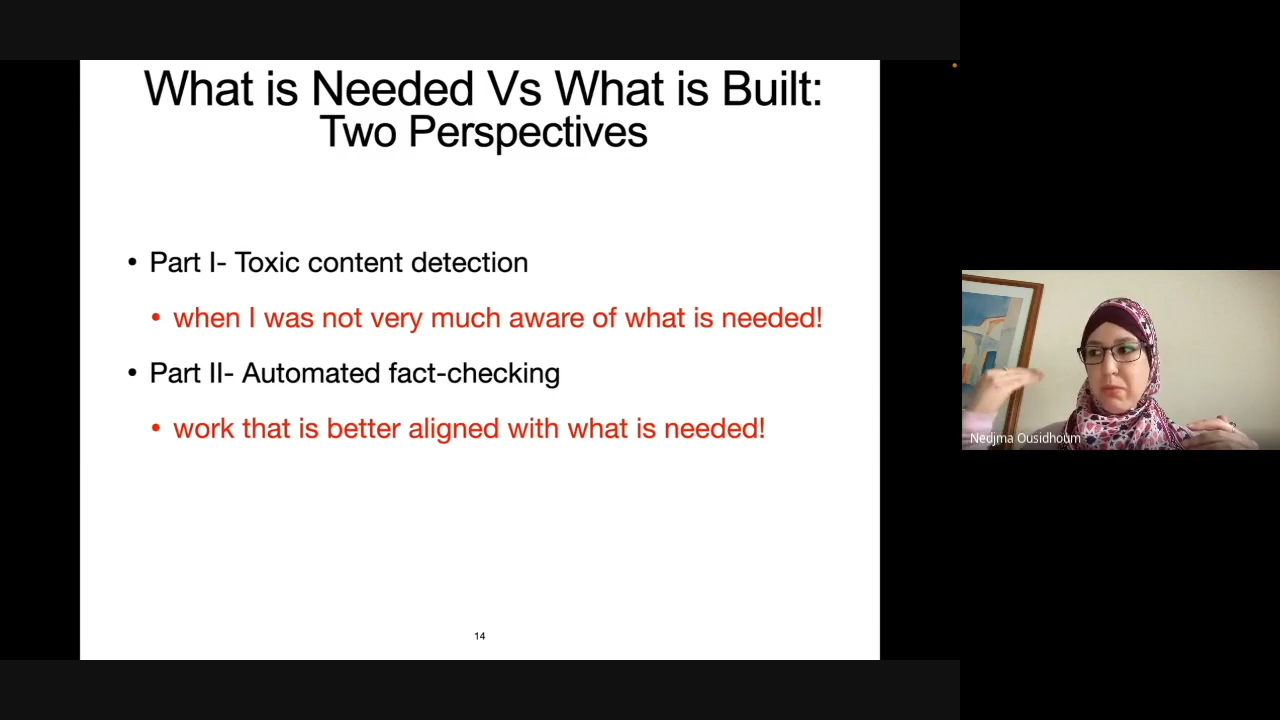 What is Needed Vs What is Built:
Two Perspectives
• Part I- Toxic content detection
• when I was not very much aware of what is needed!
• Part II- Automated fact-checking
• work that is better aligned with what is needed!
14
Nedjma Ousidhoum